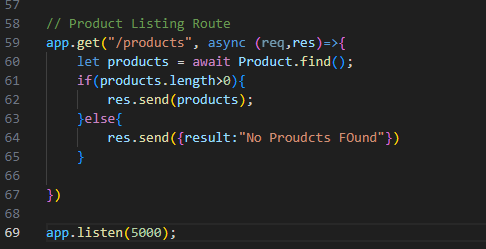 57
58 // Product Listing Route
59 app.get("/products", async (req,res)=>{
60 let products = await Product.find();
61 if(products.length>0){
62 res.send(products);
63 }else{
64 res.send({result:"No Proudcts FOund"})
65 }
66
67 })
68
69 app.listen(5000);